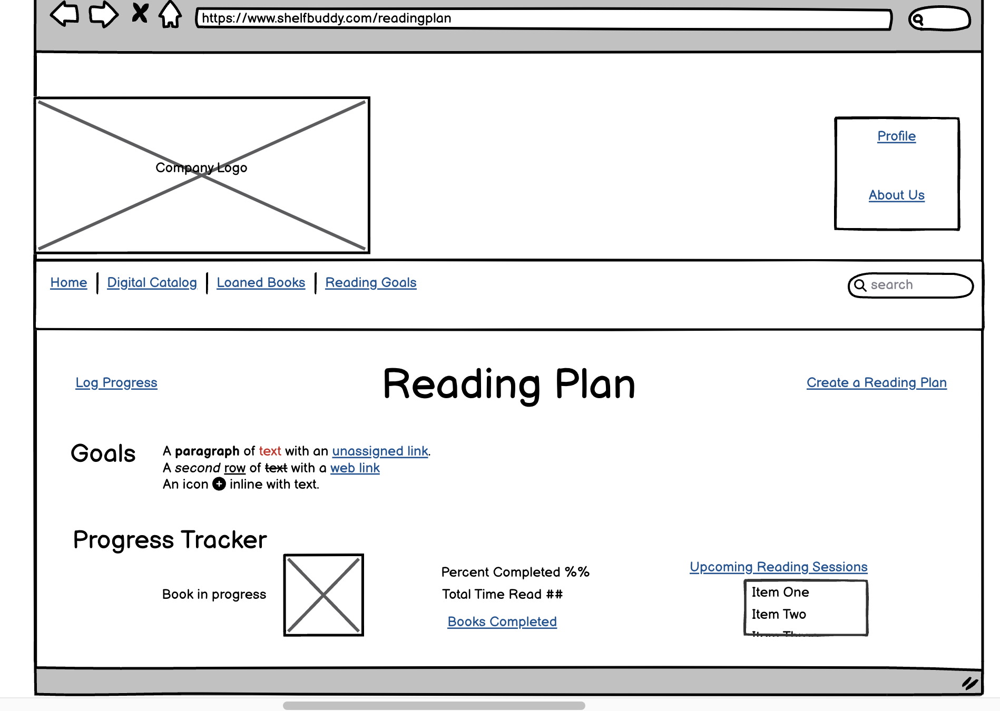 https://www.shelfbuddy.com/readingplan
Company Logo
Profile
About Us
Home
Digital Catalog
Loaned Books
Reading Goals
search
Log Progress
Reading Plan
Create a Reading Plan
Goals
A paragraph of text with an unassigned link.
A second row of text with a web link
An icon + inline with text.
Progress Tracker
Book in progress
Percent Completed %%
Total Time Read ##
Books Completed
Upcoming Reading Sessions
Item One
Item Two
Item Three